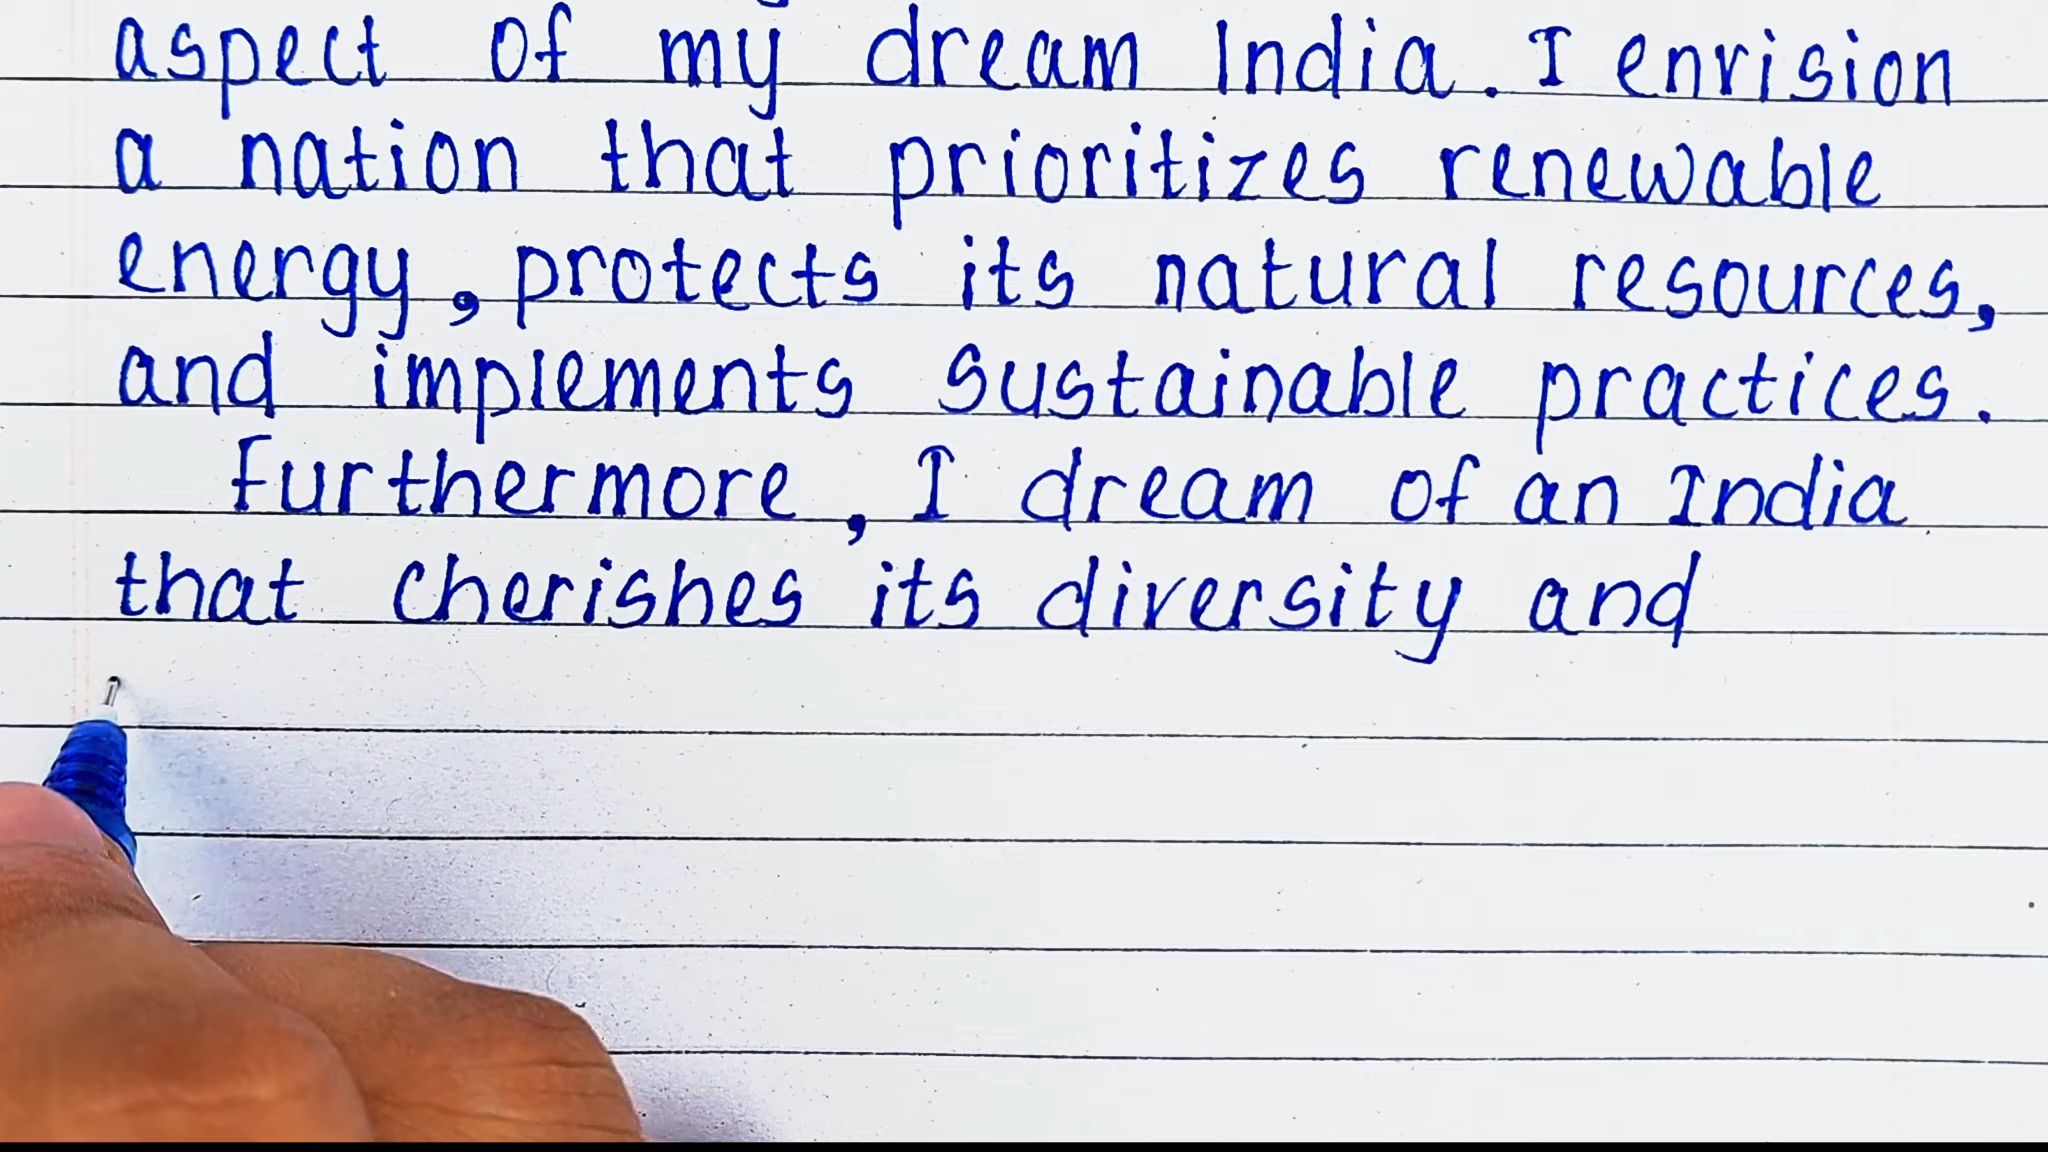 aspect of my dream India. I envision
a nation that prioritizes renewable
energy, protects its natural resources,
and implements sustainable practices.
Furthermore, I dream of an India
that cherishes its diversity and